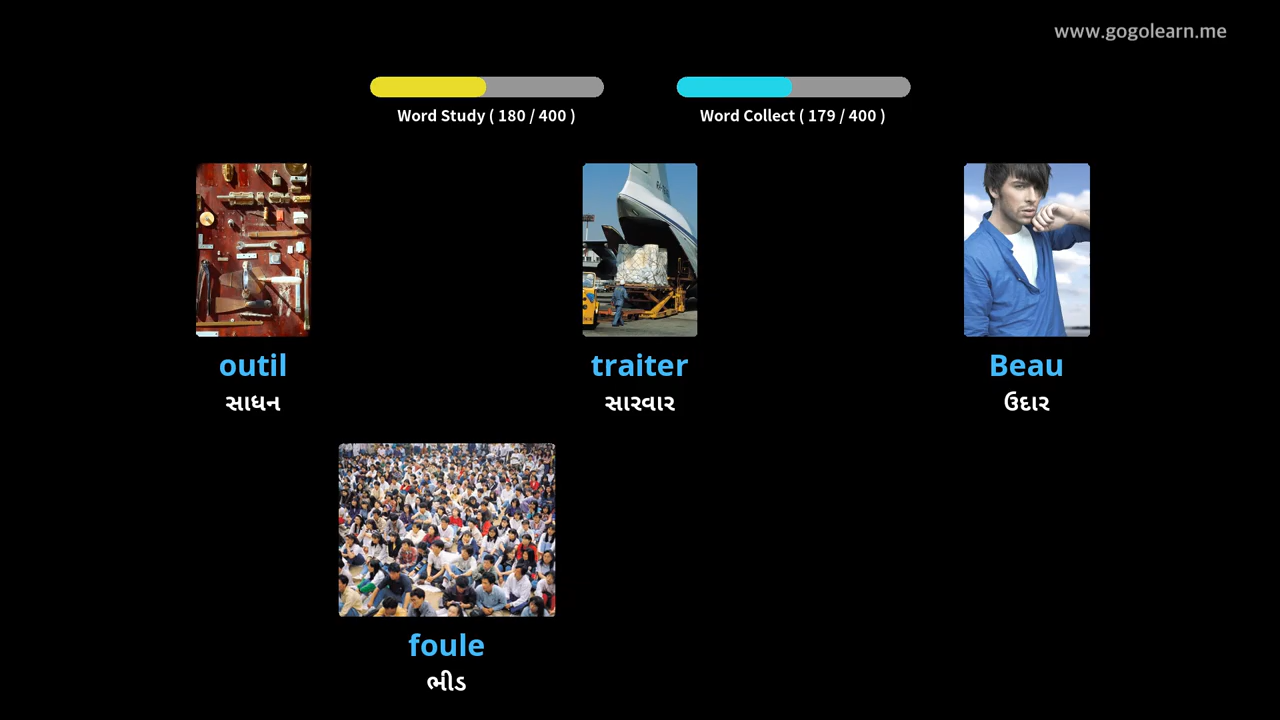 www.gogolearn.me
Word Study ( 180 / 400 )
Word Collect ( 179 / 400 )
outil
સાધન
traiter
સારવાર
Beau
ઉદાર
foule
ભીડ